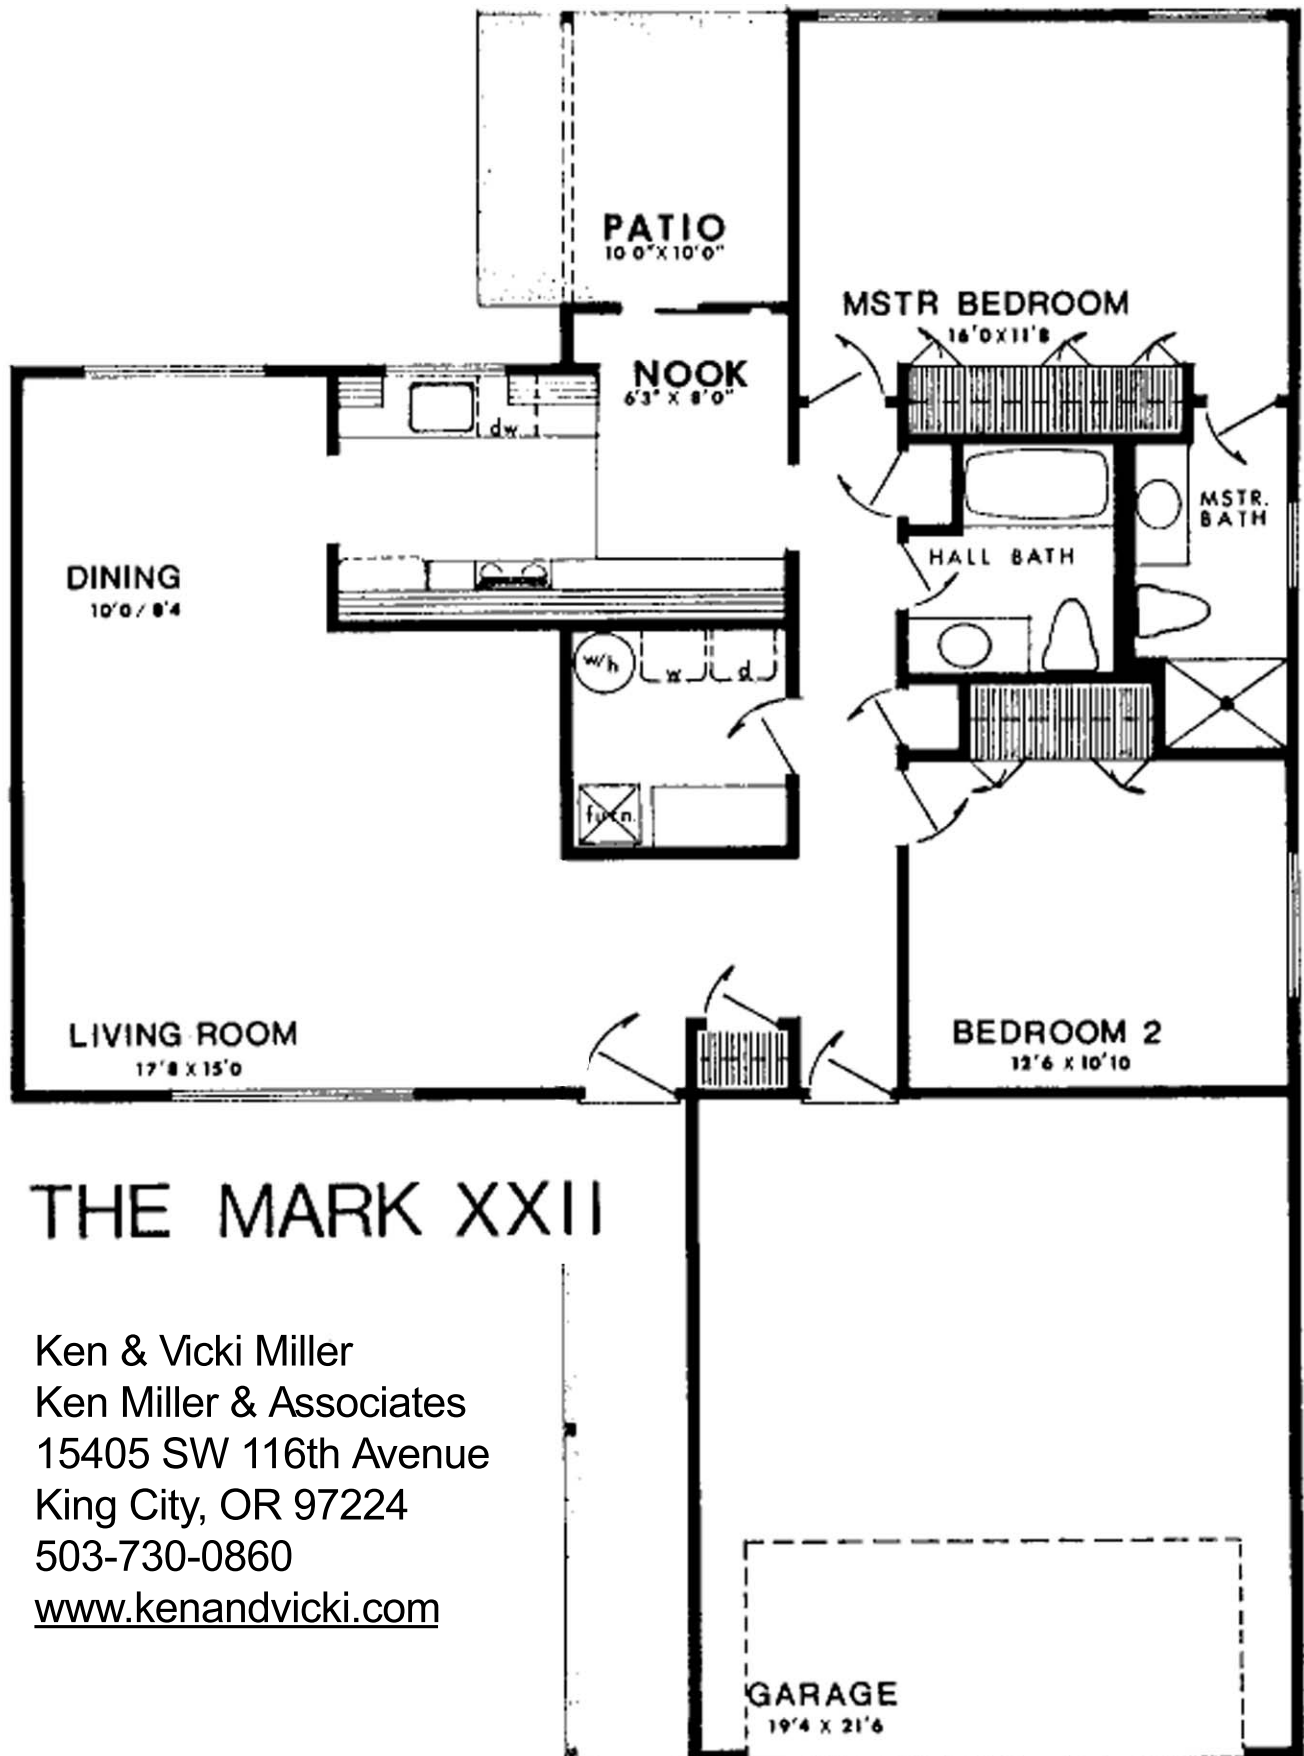 PATIO
10'0"X10'0"
MSTR BEDROOM
16'0X11'8
NOOK
6'3" X 8'0"
dw
MSTR.
BATH
HALL BATH
DINING
10'0/8'4
w/h
w
d
furn.
LIVING ROOM
17'8 X 15'0
BEDROOM 2
12'6 X 10'10
THE MARK XXII
Ken & Vicki Miller
Ken Miller & Associates
15405 SW 116th Avenue
King City, OR 97224
503-730-0860
www.kenandvicki.com
GARAGE
19'4 X 21'6